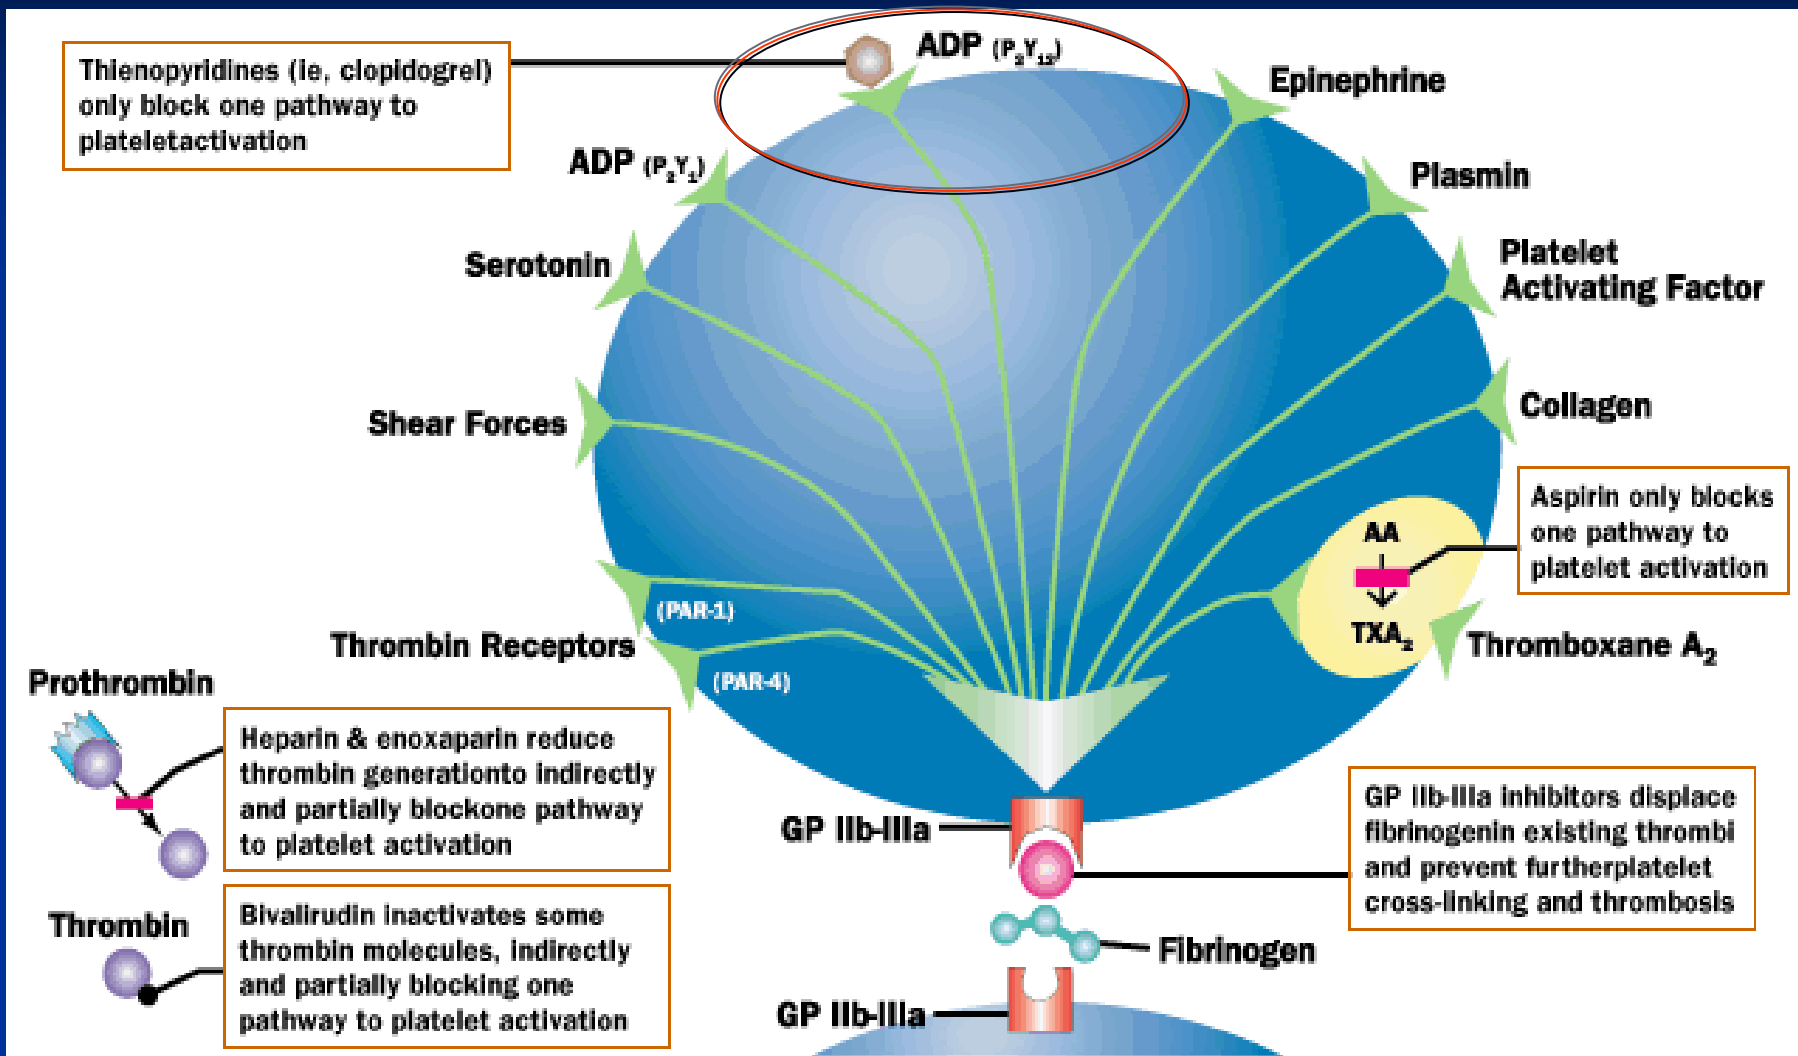 Thienopyridines (ie, clopidogrel)
only block one pathway to
plateletactivation
ADP (P₂Y₁₂)
Epinephrine
ADP (P₂Y₁)
Plasmin
Serotonin
Platelet
Activating Factor
Shear Forces
Collagen
Aspirin only blocks
one pathway to
platelet activation
AA
TXA₂
Thromboxane A₂
(PAR-1)
Thrombin Receptors
(PAR-4)
Prothrombin
Heparin & enoxaparin reduce
thrombin generationto indirectly
and partially blockone pathway
to platelet activation
GP IIb-IIIa
GP IIb-IIIa inhibitors displace
fibrinogenin existing thrombi
and prevent furtherplatelet
cross-linking and thrombosis
Thrombin
Bivalirudin inactivates some
thrombin molecules, indirectly
and partially blocking one
pathway to platelet activation
Fibrinogen
GP IIb-IIIa